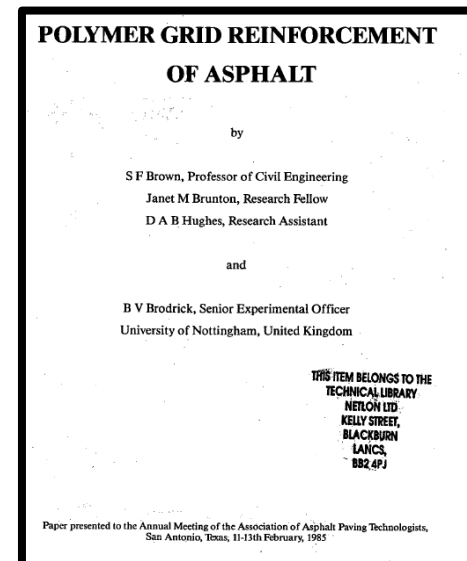 POLYMER GRID REINFORCEMENT
OF ASPHALT
by
S F Brown, Professor of Civil Engineering
Janet M Brunton, Research Fellow
D A B Hughes, Research Assistant
and
B V Brodrick, Senior Experimental Officer
University of Nottingham, United Kingdom
THIS ITEM BELONGS TO THE
TECHNICAL LIBRARY
NETLON LTD
KELLY STREET,
BLACKBURN
LANCS,
BB2 4PJ
Paper presented to the Annual Meeting of the Association of Asphalt Paving Technologists,
San Antonio, Texas, 11-13th February, 1985